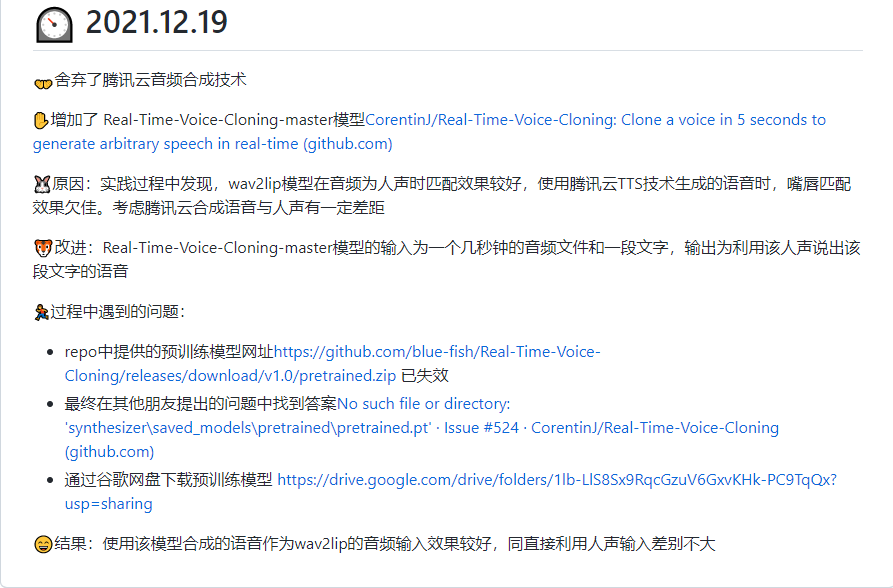 2021.12.19
舍弃了腾讯云音频合成技术
增加了 Real-Time-Voice-Cloning-master模型CorentinJ/Real-Time-Voice-Cloning: Clone a voice in 5 seconds to
generate arbitrary speech in real-time (github.com)
原因：实践过程中发现，wav2lip模型在音频为人声时匹配效果较好，使用腾讯云TTS技术生成的语音时，嘴唇匹配
效果欠佳。考虑腾讯云合成语音与人声有一定差距
改进：Real-Time-Voice-Cloning-master模型的输入为一个几秒钟的音频文件和一段文字，输出为利用该人声说出该
段文字的语音
过程中遇到的问题：
repo中提供的预训练模型网址https://github.com/blue-fish/Real-Time-Voice-
Cloning/releases/download/v1.0/pretrained.zip 已失效
最终在其他朋友提出的问题中找到答案No such file or directory:
'synthesizer\saved_models\pretrained\pretrained.pt' · Issue #524 · CorentinJ/Real-Time-Voice-Cloning
(github.com)
通过谷歌网盘下载预训练模型 https://drive.google.com/drive/folders/1lb-LlS8Sx9RqcGzuV6GxvKHk-PC9TqQx?
usp=sharing
结果：使用该模型合成的语音作为wav2lip的音频输入效果较好，同直接利用人声输入差别不大